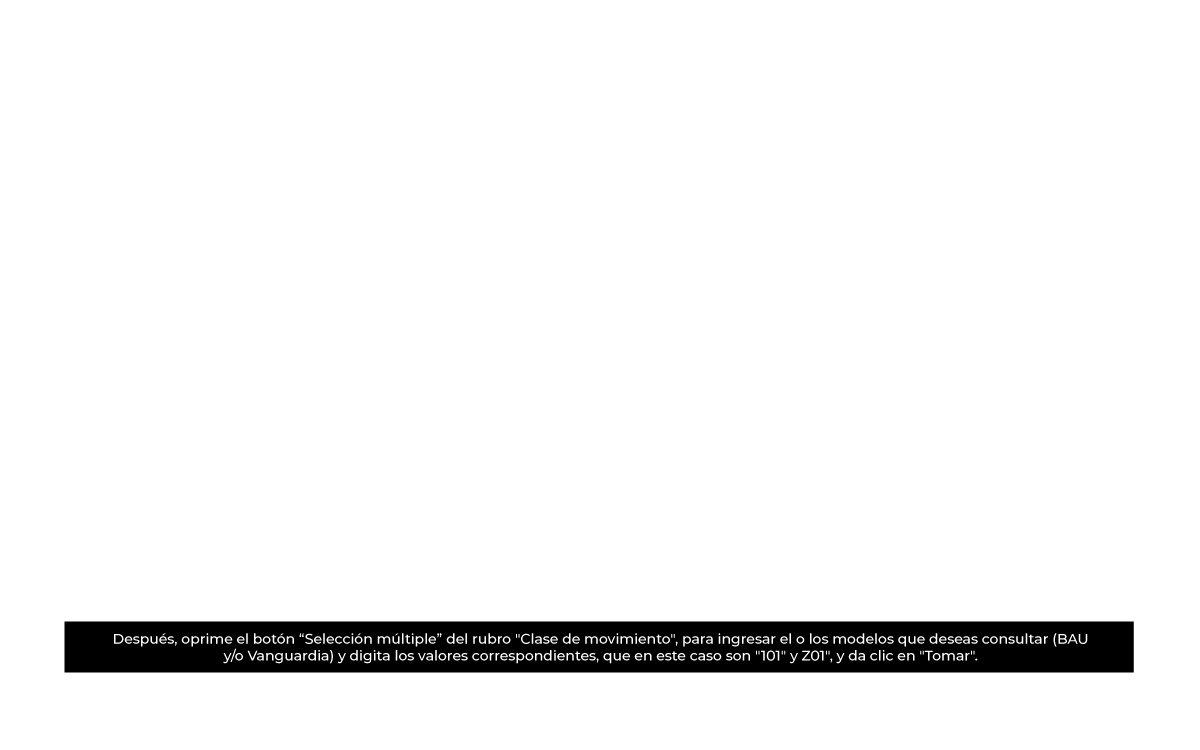 Después, oprime el botón “Selección múltiple” del rubro "Clase de movimiento", para ingresar el o los modelos que deseas consultar (BAU
y/o Vanguardia) y digita los valores correspondientes, que en este caso son "101" y Z01", y da clic en "Tomar".